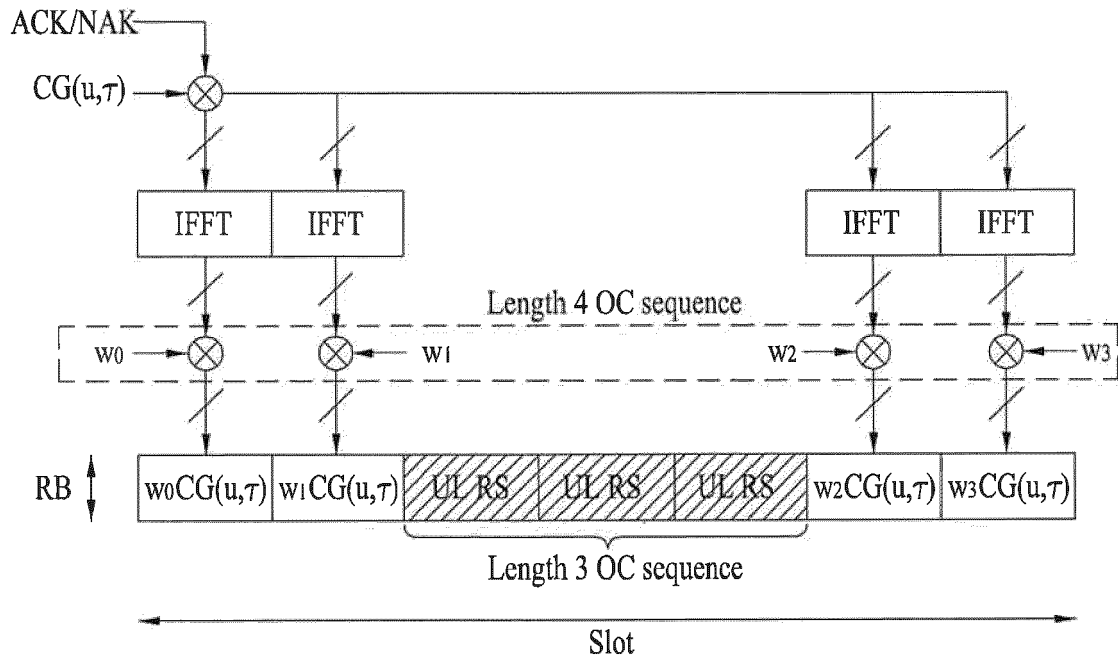 ACK/NAK
CG(u,τ)
IFFT IFFT IFFT IFFT
Length 4 OC sequence
w0 w1 w2 w3
RB
w0CG(u,τ) w1CG(u,τ) UL RS UL RS UL RS w2CG(u,τ) w3CG(u,τ)
Length 3 OC sequence
Slot